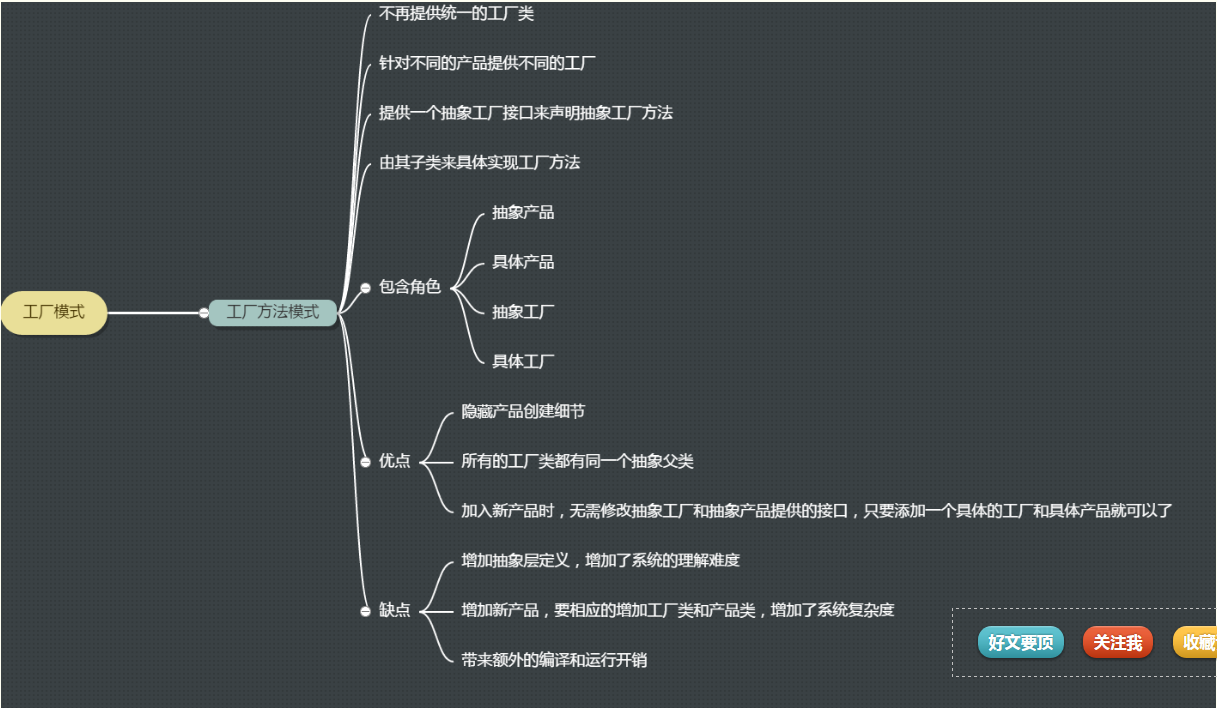 不再提供统一的工厂类
针对不同的产品提供不同的工厂
提供一个抽象工厂接口来声明抽象工厂方法
由其子类来具体实现工厂方法
抽象产品
具体产品
包含角色
工厂模式
工厂方法模式
抽象工厂
具体工厂
隐藏产品创建细节
优点
所有的工厂类都有同一个抽象父类
加入新产品时，无需修改抽象工厂和抽象产品提供的接口，只要添加一个具体的工厂和具体产品就可以了
增加抽象层定义，增加了系统的理解难度
缺点
增加新产品，要相应的增加工厂类和产品类，增加了系统复杂度
带来额外的编译和运行开销
好文要顶
关注我
收藏